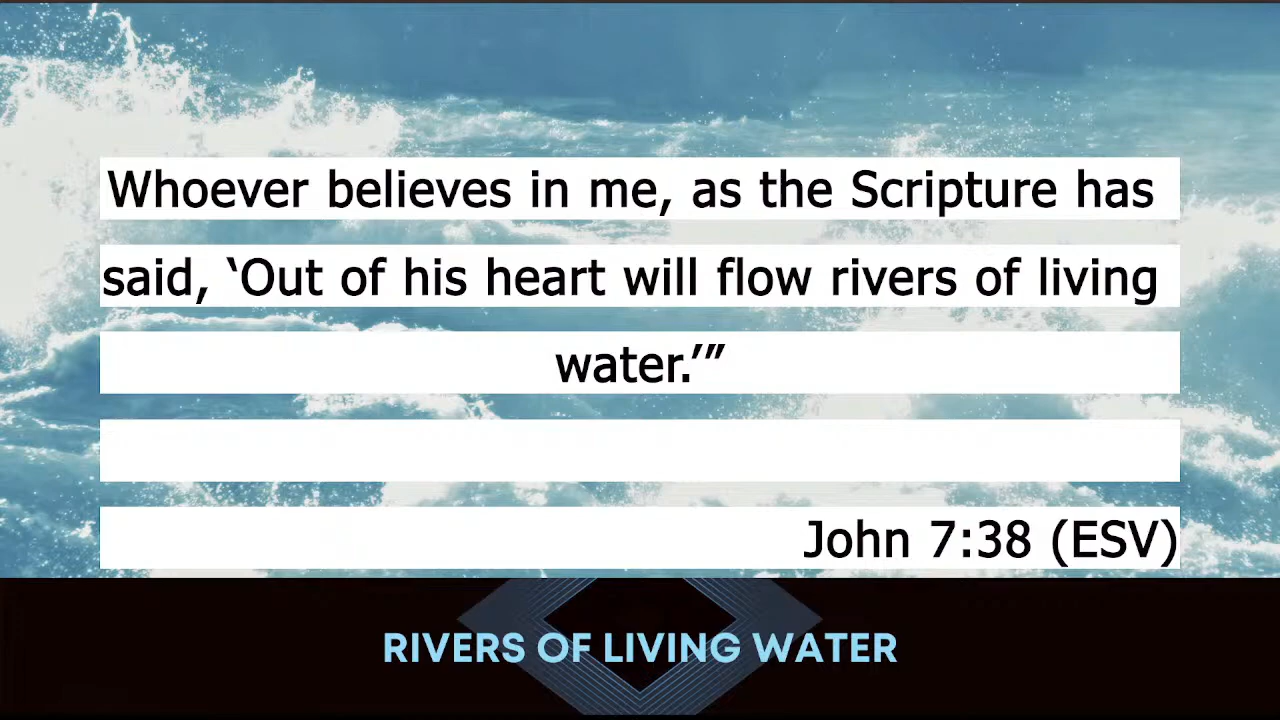 Whoever believes in me, as the Scripture has
said, ‘Out of his heart will flow rivers of living
water.’”
John 7:38 (ESV)
RIVERS OF LIVING WATER